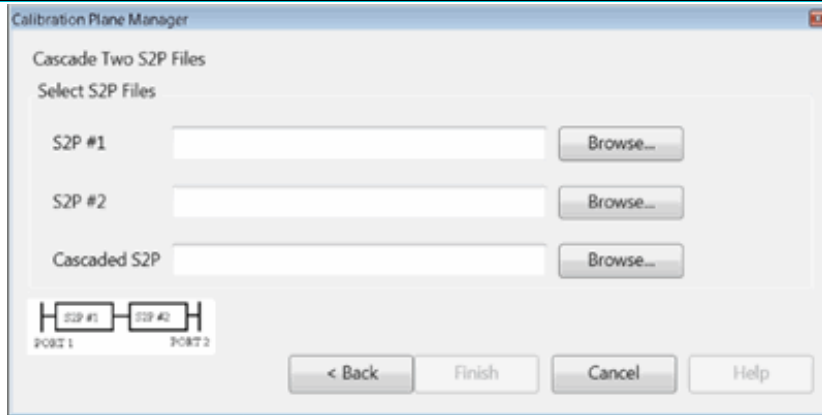 Calibration Plane Manager
Cascade Two S2P Files
Select S2P Files
S2P #1 Browse...
S2P #2 Browse...
Cascaded S2P Browse...
S2P #1 S2P #2
PORT 1 PORT 2
< Back Finish Cancel Help